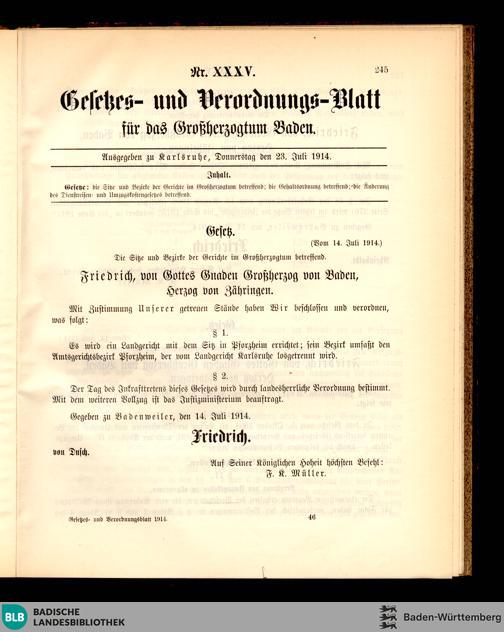 Nr. XXXV. 245
Gesetzes- und Verordnungs-Blatt
für das Großherzogtum Baden.
Ausgegeben zu Karlsruhe, Donnerstag den 23. Juli 1914.
Inhalt.
Gesetze: die Sitze und Bezirke der Gerichte im Großherzogtum betreffend; die Gehaltsordnung betreffend; die Änderung
des Dienstreisen- und Umzugskostengesetzes betreffend.
Gesetz.
(Vom 14. Juli 1914.)
Die Sitze und Bezirke der Gerichte im Großherzogtum betreffend.
Friedrich, von Gottes Gnaden Großherzog von Baden,
Herzog von Zähringen.
Mit Zustimmung Unserer getreuen Stände haben Wir beschlossen und verordnen,
was folgt:
§ 1.
Es wird ein Landgericht mit dem Sitz in Pforzheim errichtet; sein Bezirk umfaßt den
Amtsgerichtsbezirk Pforzheim, der vom Landgericht Karlsruhe losgetrennt wird.
§ 2.
Der Tag des Inkrafttretens dieses Gesetzes wird durch landesherrliche Verordnung bestimmt.
Mit dem weiteren Vollzug ist das Justizministerium beauftragt.
Gegeben zu Badenweiler, den 14. Juli 1914.
Friedrich.
von Dusch.
Auf Seiner Königlichen Hoheit höchsten Befehl:
F. K. Müller.
Gesetzes- und Verordnungsblatt 1914. 46
BLB BADISCHE
LANDESBIBLIOTHEK
Baden-Württemberg